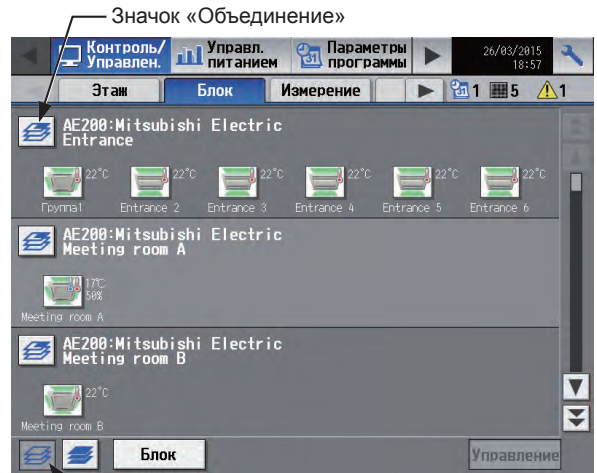 Значок «Объединение»
Контроль/
Управлен.
Управл.
питанием
Параметры
программы
26/03/2015
18:57
Этаж
Блок
Измерение
31
1
5
1
AE200:Mitsubishi Electric
Entrance
22°C
22°C
22°C
22°C
22°C
22°C
Группа1
Entrance 2
Entrance 3
Entrance 4
Entrance 5
Entrance 6
AE200:Mitsubishi Electric
Meeting room A
17°C
50%
Meeting room A
AE200:Mitsubishi Electric
Meeting room B
22°C
Meeting room B
Блок
Управление